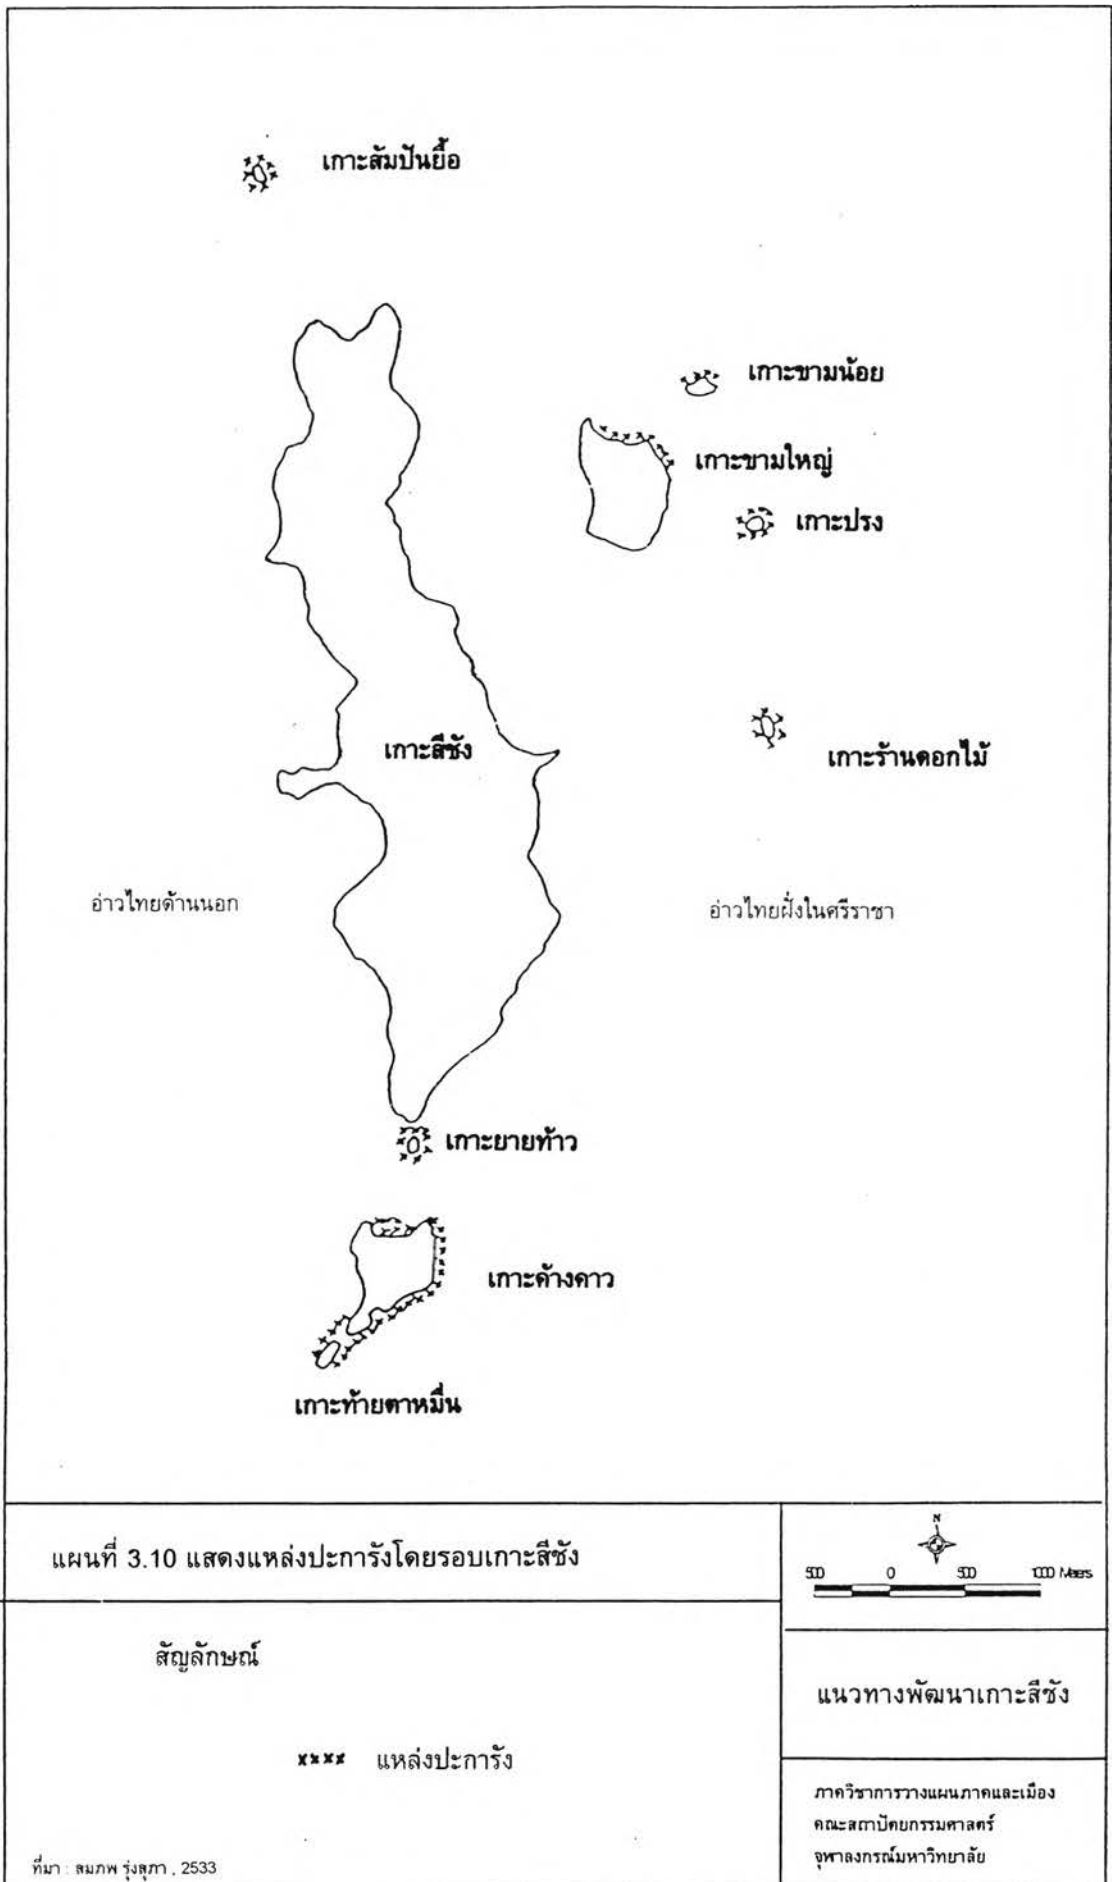 เกาะสัมปันยื้อ
เกาะขามน้อย
เกาะขามใหญ่
เกาะปรง
เกาะสีชัง
เกาะร้านดอกไม้
อ่าวไทยด้านนอก
อ่าวไทยฝั่งในศรีราชา
เกาะยายท้าว
เกาะค้างคาว
เกาะท้ายตาหมื่น
แผนที่ 3.10 แสดงแหล่งปะการังโดยรอบเกาะสีชัง
N
500 0 500 1000 Meters
สัญลักษณ์
แหล่งปะการัง
แนวทางพัฒนาเกาะสีชัง
ภาควิชาการวางแผนภาคและเมือง
คณะสถาปัตยกรรมศาสตร์
จุฬาลงกรณ์มหาวิทยาลัย
ที่มา : สมภพ รุ่งสุภา , 2533